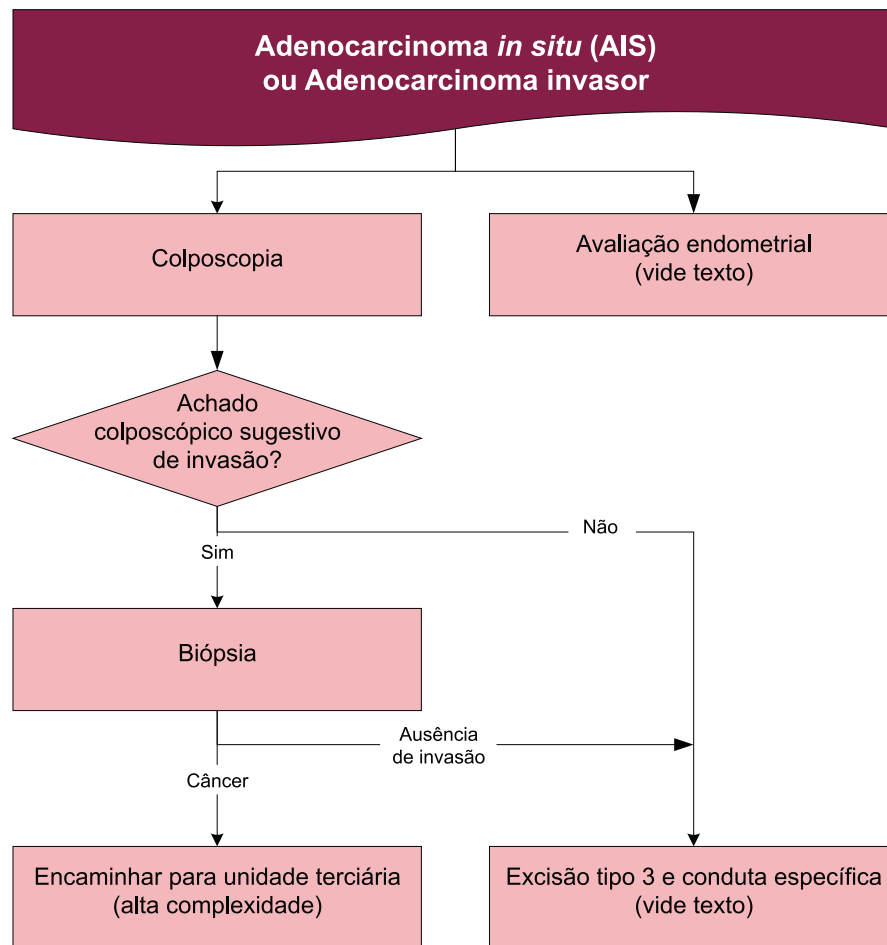 Adenocarcinoma in situ (AIS)
ou Adenocarcinoma invasor
Colposcopia
Avaliação endometrial
(vide texto)
Achado
colposcópico sugestivo
de invasão?
Não
Sim
Biópsia
Ausência
de invasão
Câncer
Encaminhar para unidade terciária
(alta complexidade)
Excisão tipo 3 e conduta específica
(vide texto)